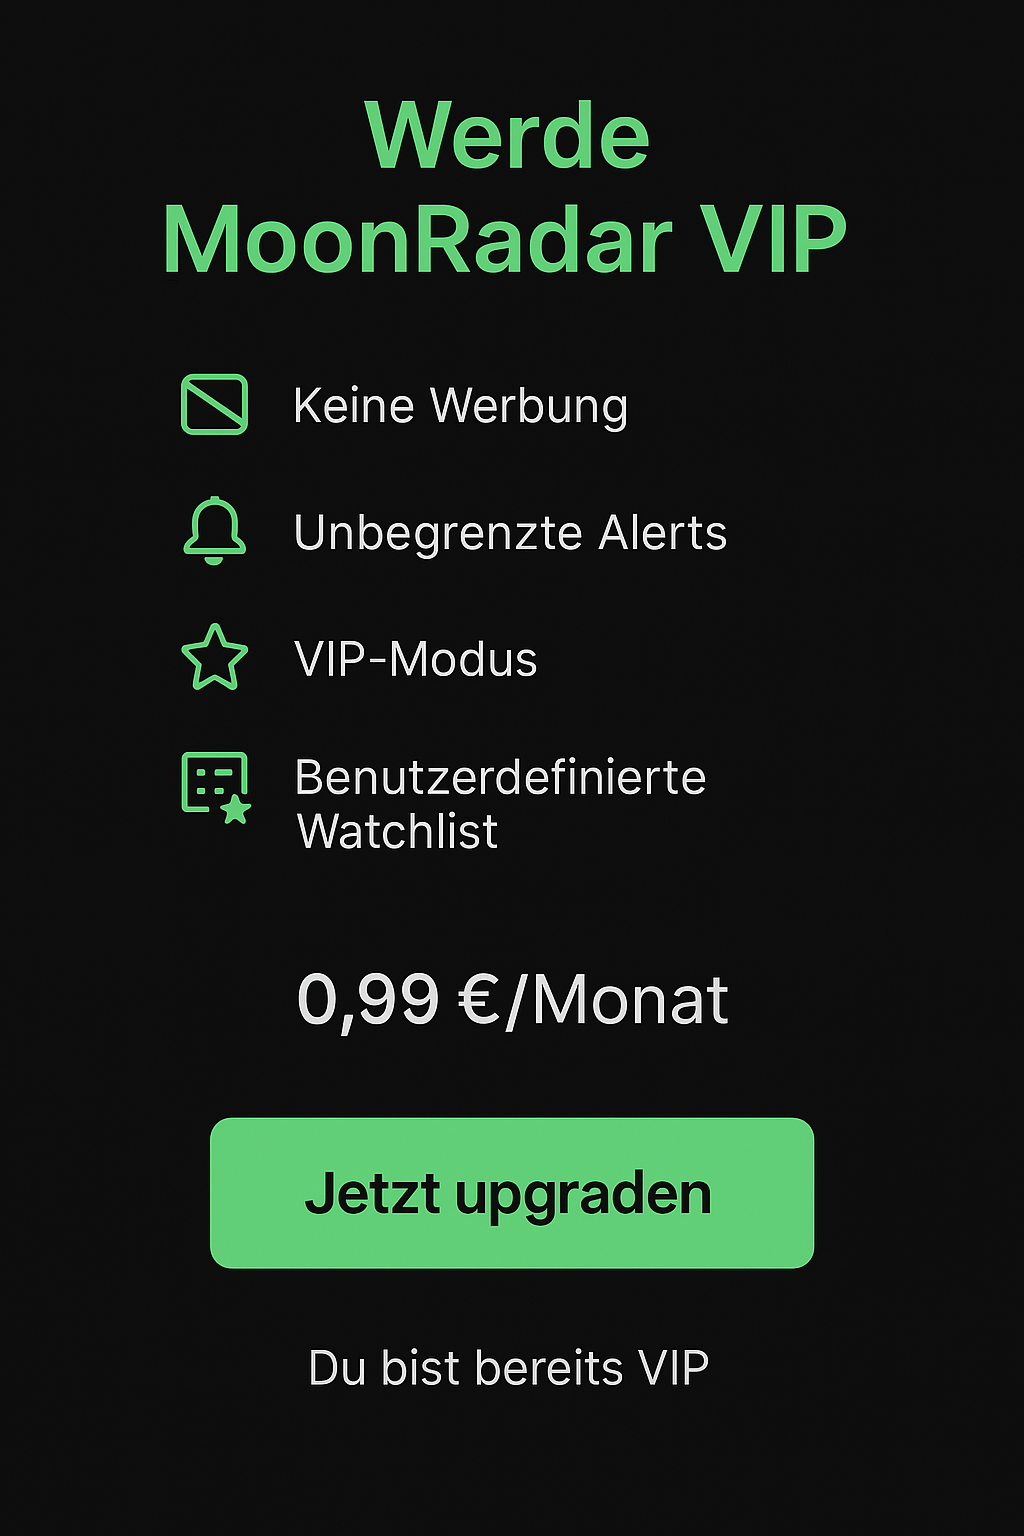 Werde
MoonRadar VIP
Keine Werbung
Unbegrenzte Alerts
VIP-Modus
Benutzerdefinierte
Watchlist
0,99 €/Monat
Jetzt upgraden
Du bist bereits VIP